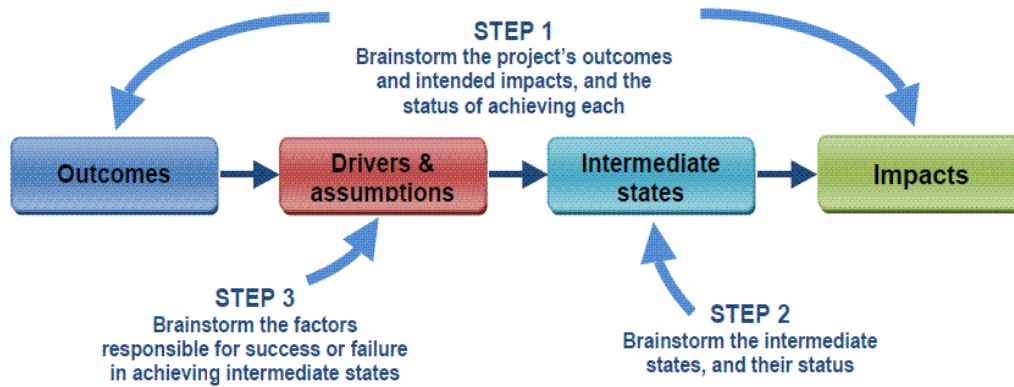 STEP 1
Brainstorm the project's outcomes
and intended impacts, and the
status of achieving each
Outcomes
Drivers &
assumptions
Intermediate
states
Impacts
STEP 3
Brainstorm the factors
responsible for success or failure
in achieving intermediate states
STEP 2
Brainstorm the intermediate
states, and their status